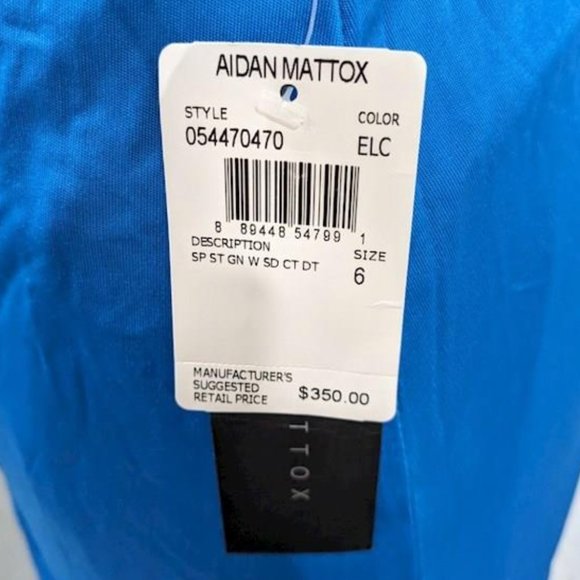 AIDAN MATTOX
STYLE
054470470
COLOR
ELC
8 89448 54799 1
DESCRIPTION
SP ST GN W SD CT DT
SIZE
6
MANUFACTURER'S
SUGGESTED
RETAIL PRICE
$350.00
TTOX